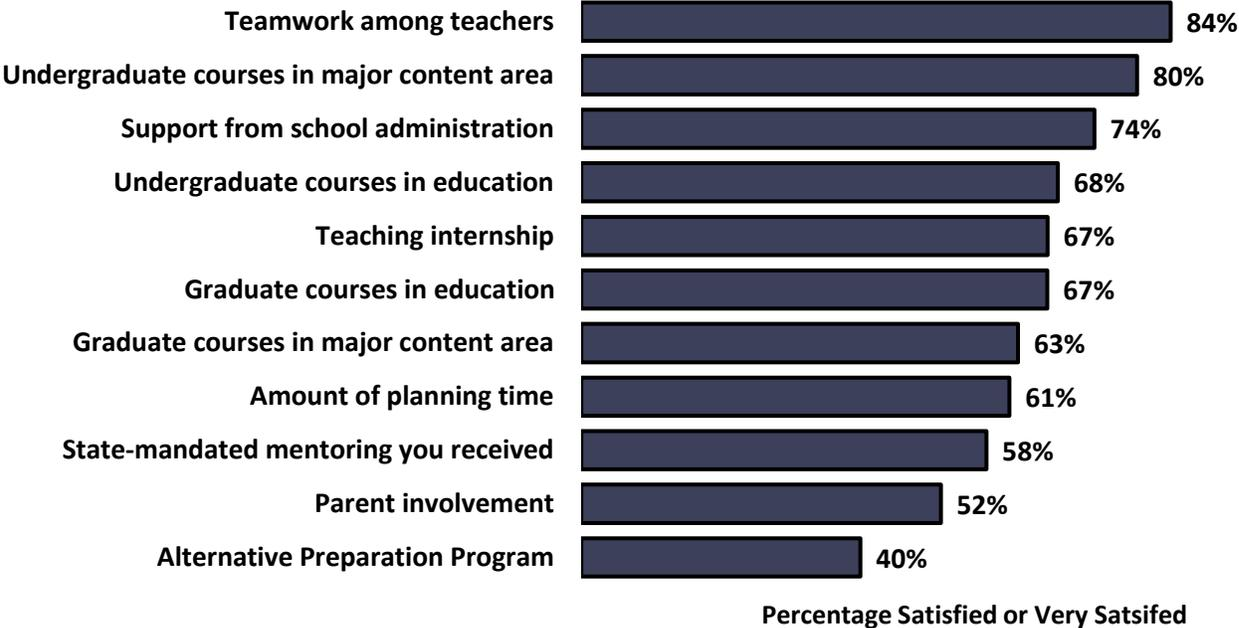 Teamwork among teachers 84%
Undergraduate courses in major content area 80%
Support from school administration 74%
Undergraduate courses in education 68%
Teaching internship 67%
Graduate courses in education 67%
Graduate courses in major content area 63%
Amount of planning time 61%
State-mandated mentoring you received 58%
Parent involvement 52%
Alternative Preparation Program 40%
Percentage Satisfied or Very Satsifed